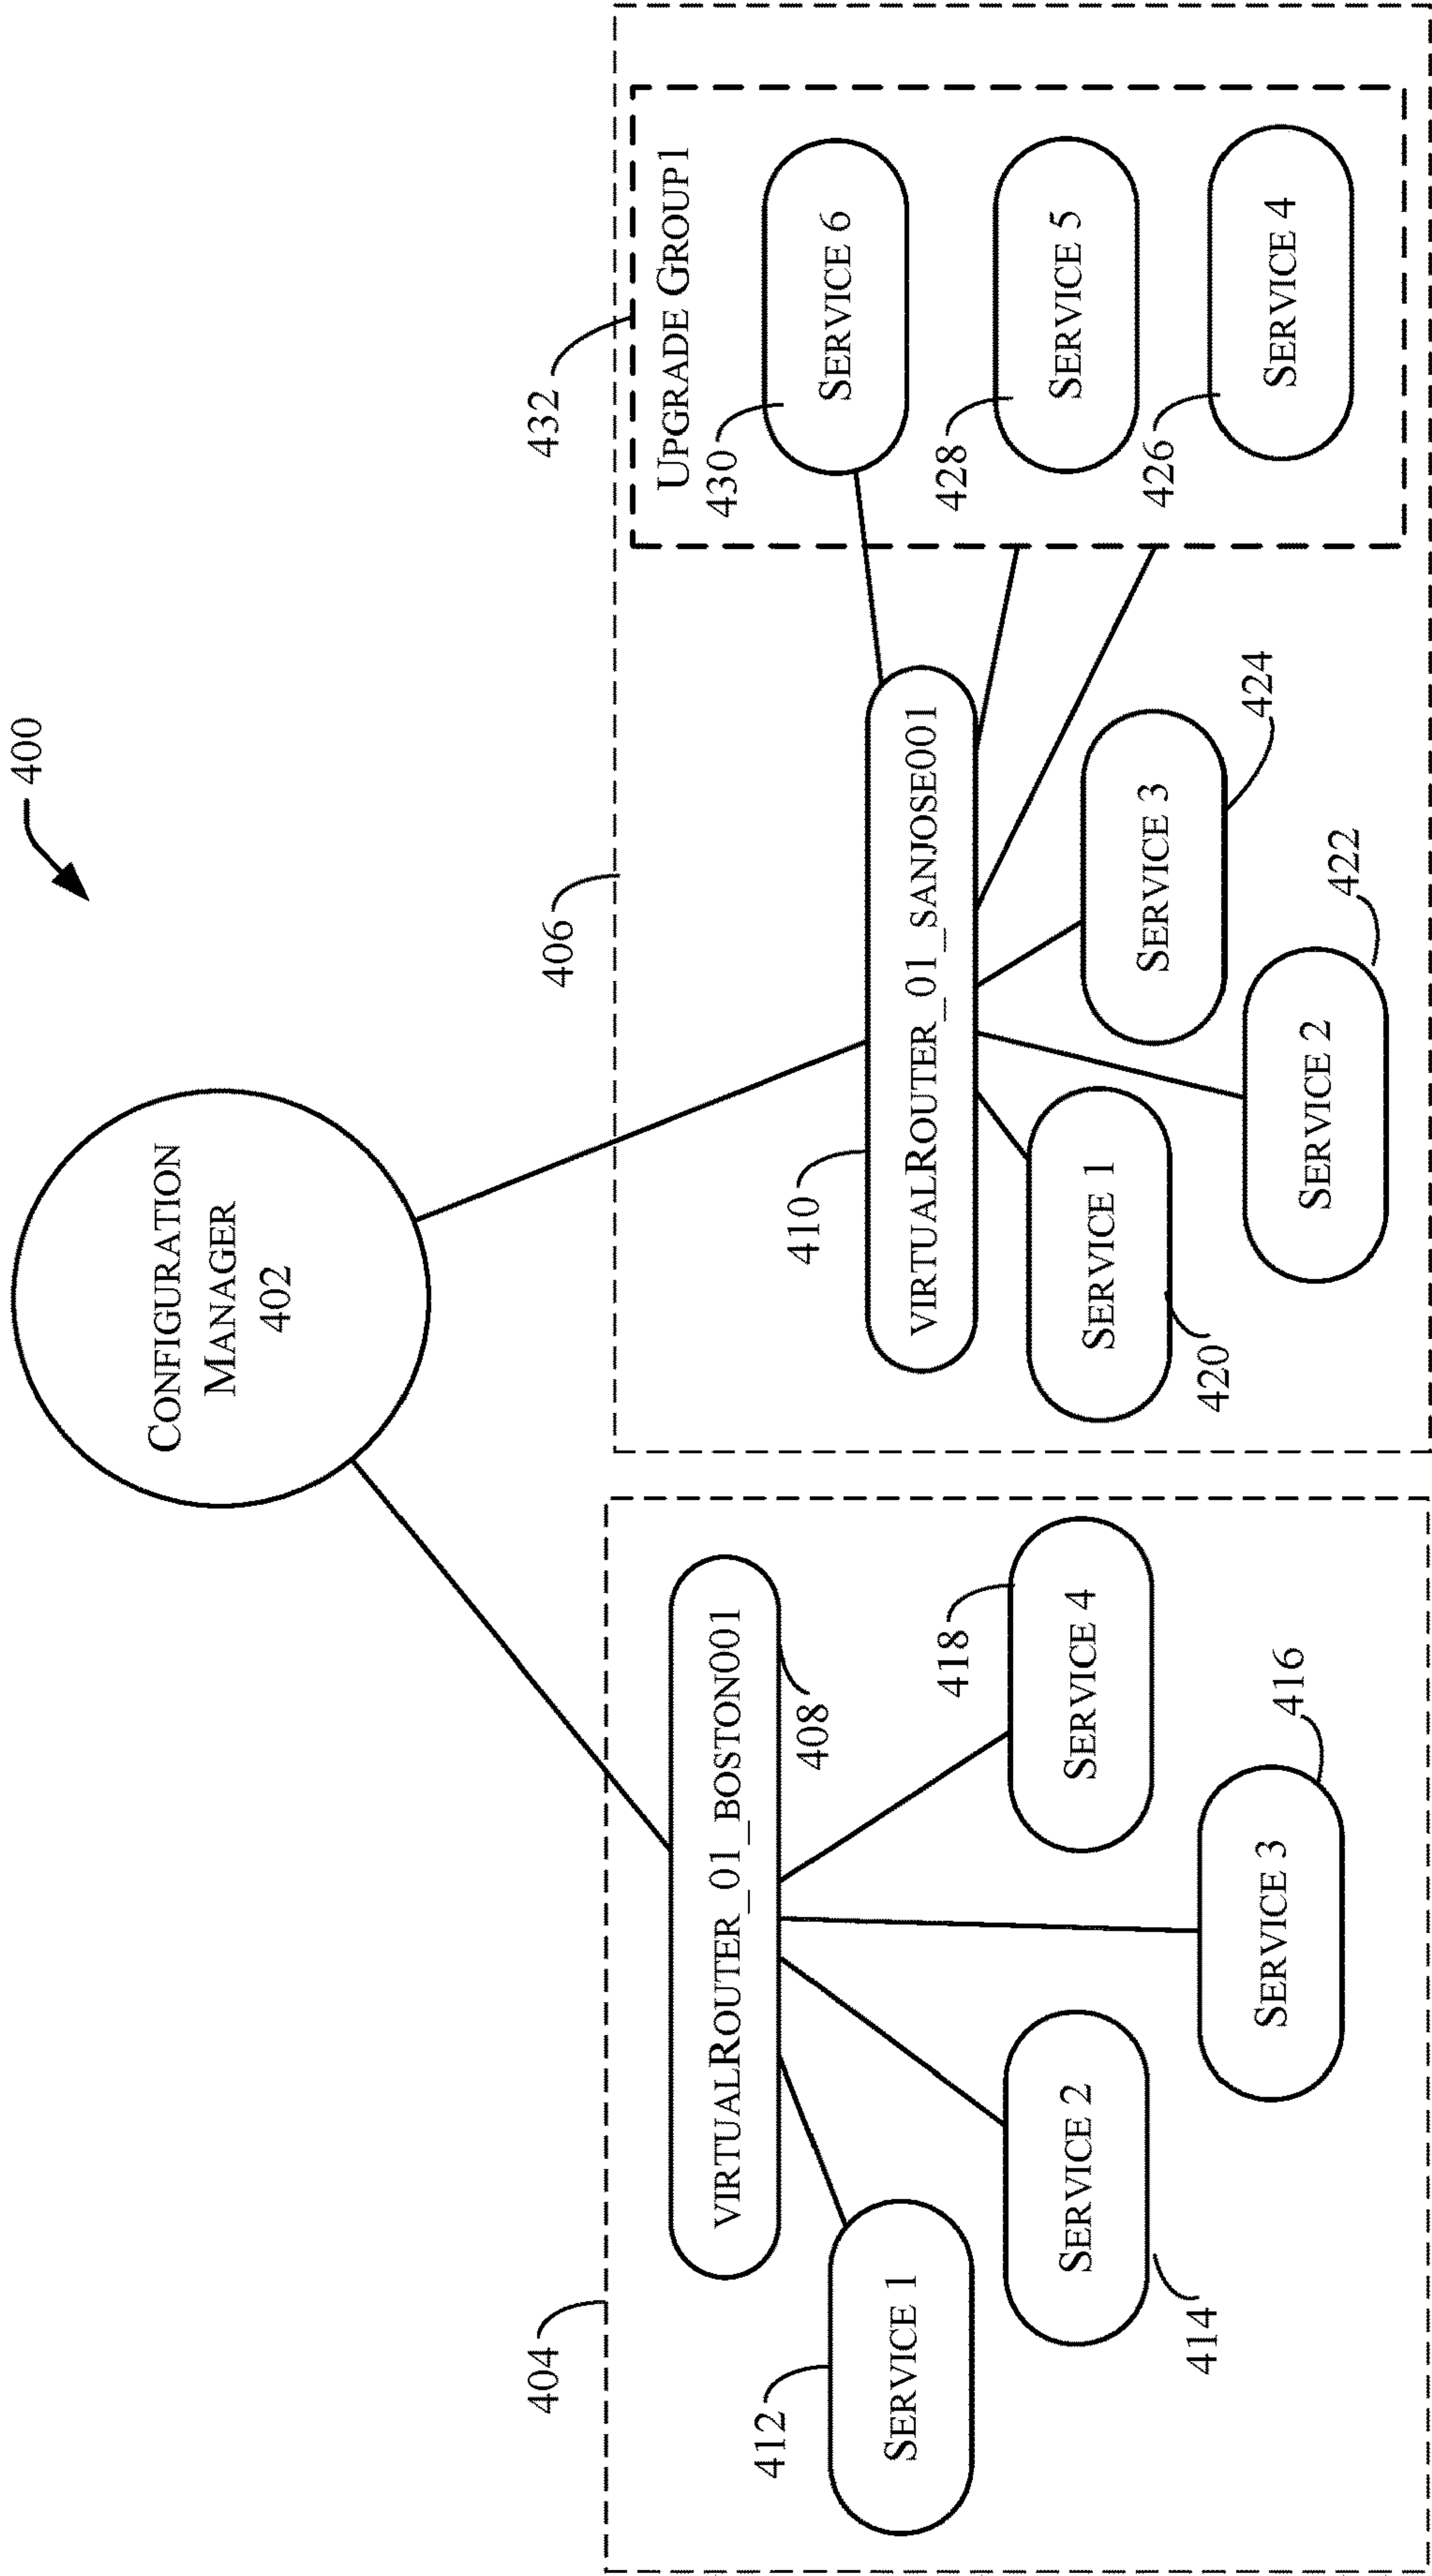 400
CONFIGURATION
MANAGER
402
404
406
432
VIRTUALROUTER_01_BOSTON001
408
412
SERVICE 1
SERVICE 2
414
SERVICE 3
416
418
SERVICE 4
410
VIRTUALROUTER_01_SANJOSE001
SERVICE 1
420
SERVICE 2
422
SERVICE 3
424
UPGRADE GROUP1
430
SERVICE 6
428
SERVICE 5
426
SERVICE 4